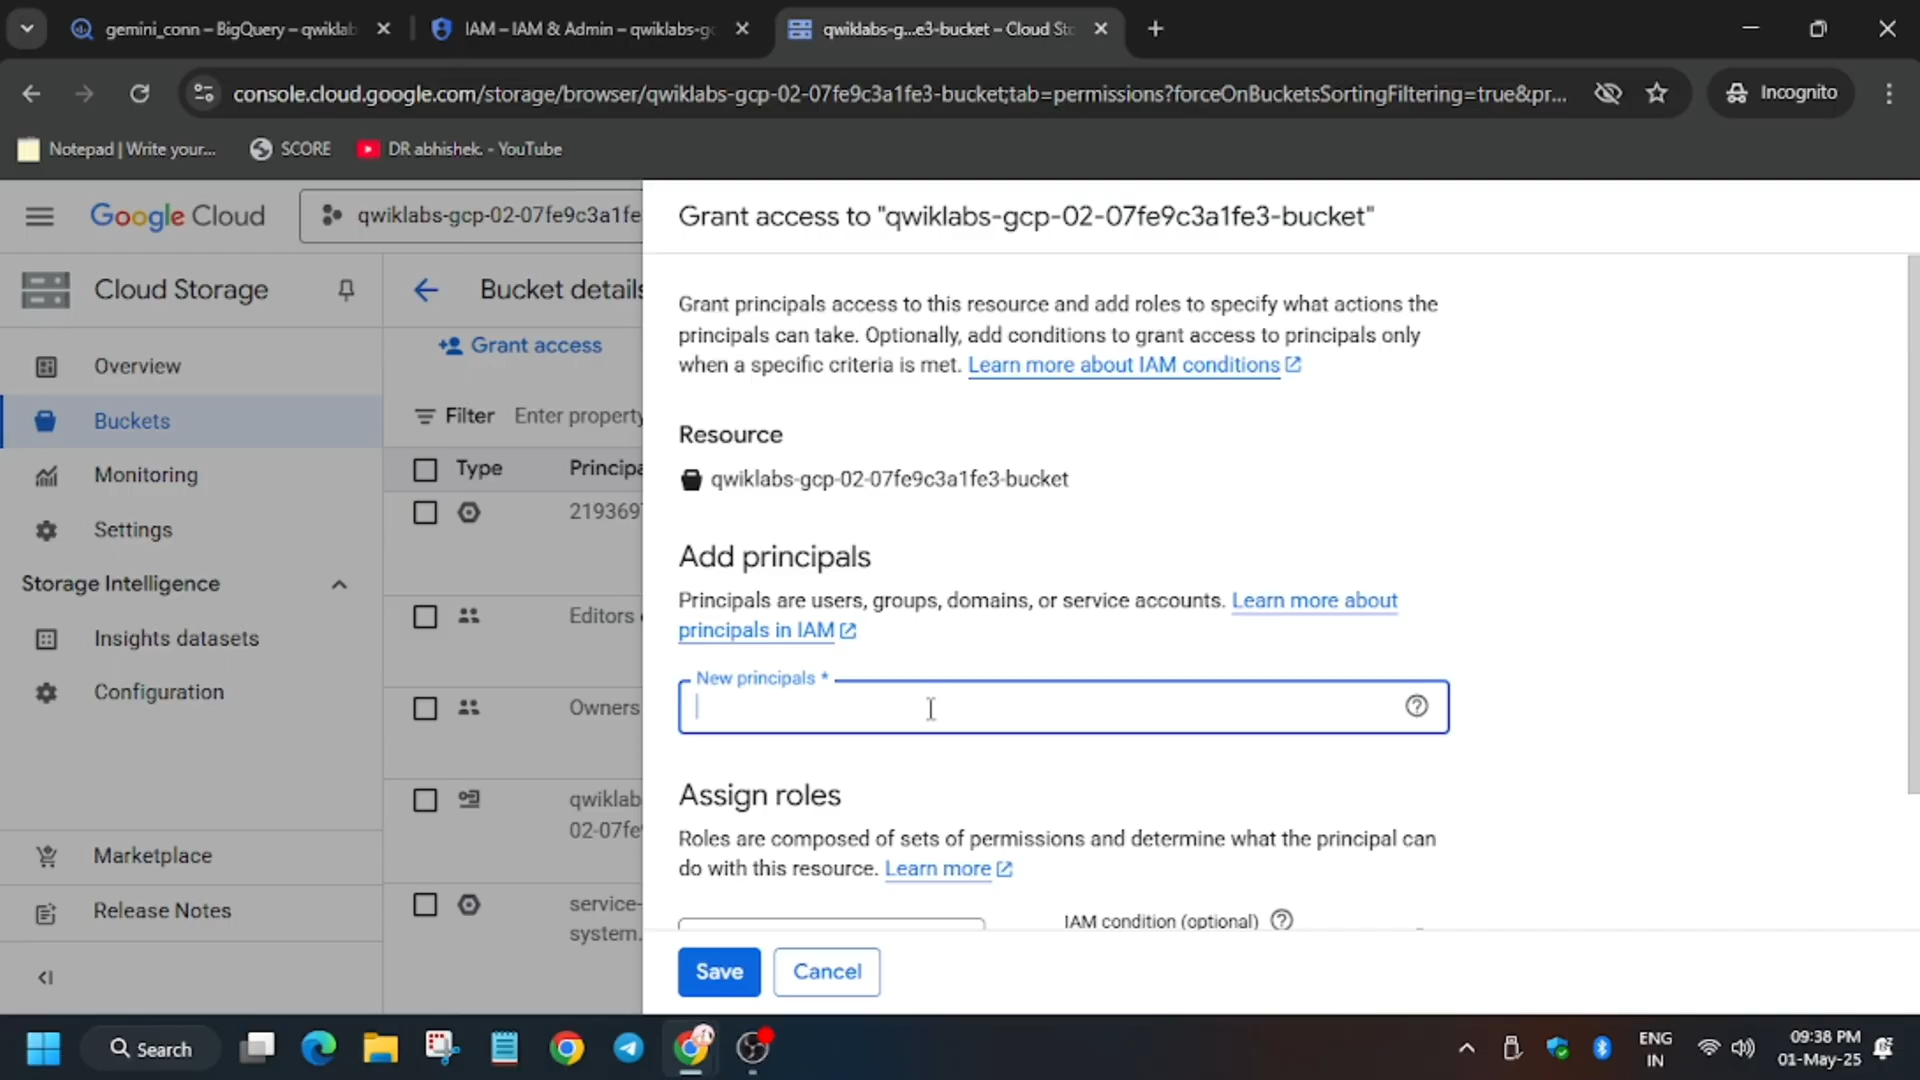 gemini_conn – BigQuery – qwiklab
IAM – IAM & Admin – qwiklabs-gc
qwiklabs-g...e3-bucket – Cloud Sto
console.cloud.google.com/storage/browser/qwiklabs-gcp-02-07fe9c3a1fe3-bucket;tab=permissions?forceOnBucketsSortingFiltering=true&pr...
Incognito
Notepad | Write your...
SCORE
DR abhishek. - YouTube
Google Cloud
qwiklabs-gcp-02-07fe9c3a1fe
Cloud Storage
Overview
Buckets
Monitoring
Settings
Storage Intelligence
Insights datasets
Configuration
Marketplace
Release Notes
Bucket details
Grant access
Filter Enter property
Type Principa
219369
Editors
Owners
qwiklab
02-07fe
service-
system.
Grant access to "qwiklabs-gcp-02-07fe9c3a1fe3-bucket"
Grant principals access to this resource and add roles to specify what actions the
principals can take. Optionally, add conditions to grant access to principals only
when a specific criteria is met. Learn more about IAM conditions
Resource
qwiklabs-gcp-02-07fe9c3a1fe3-bucket
Add principals
Principals are users, groups, domains, or service accounts. Learn more about
principals in IAM
New principals *
Assign roles
Roles are composed of sets of permissions and determine what the principal can
do with this resource. Learn more
IAM condition (optional)
Save
Cancel
Search
ENG
IN
09:38 PM
01-May-25